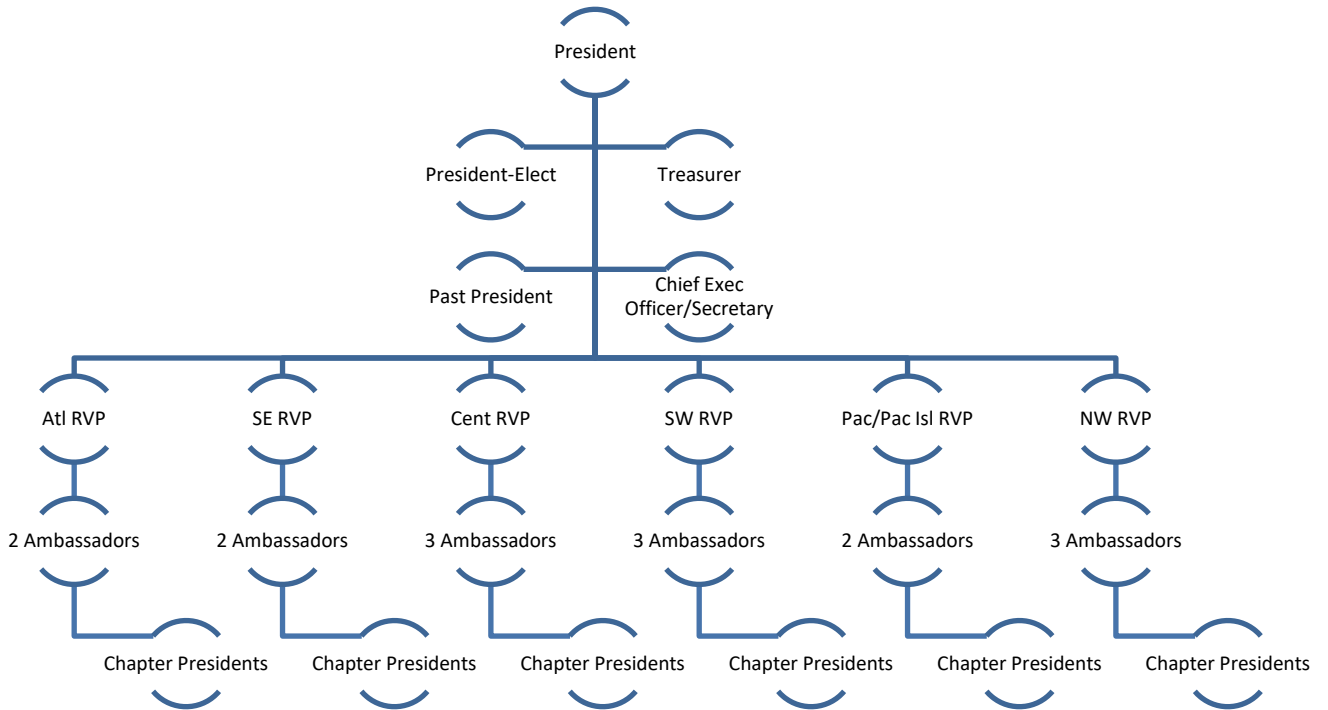 President
President-Elect
Treasurer
Past President
Chief Exec
Officer/Secretary
Atl RVP
SE RVP
Cent RVP
SW RVP
Pac/Pac Isl RVP
NW RVP
2 Ambassadors
2 Ambassadors
3 Ambassadors
3 Ambassadors
2 Ambassadors
3 Ambassadors
Chapter Presidents
Chapter Presidents
Chapter Presidents
Chapter Presidents
Chapter Presidents
Chapter Presidents